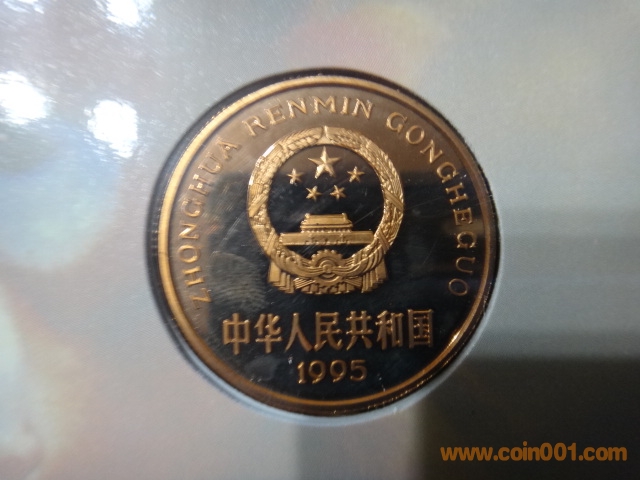 ZHONGHUA RENMIN GONGHEGUO
中华人民共和国
1995
www.coin001.com